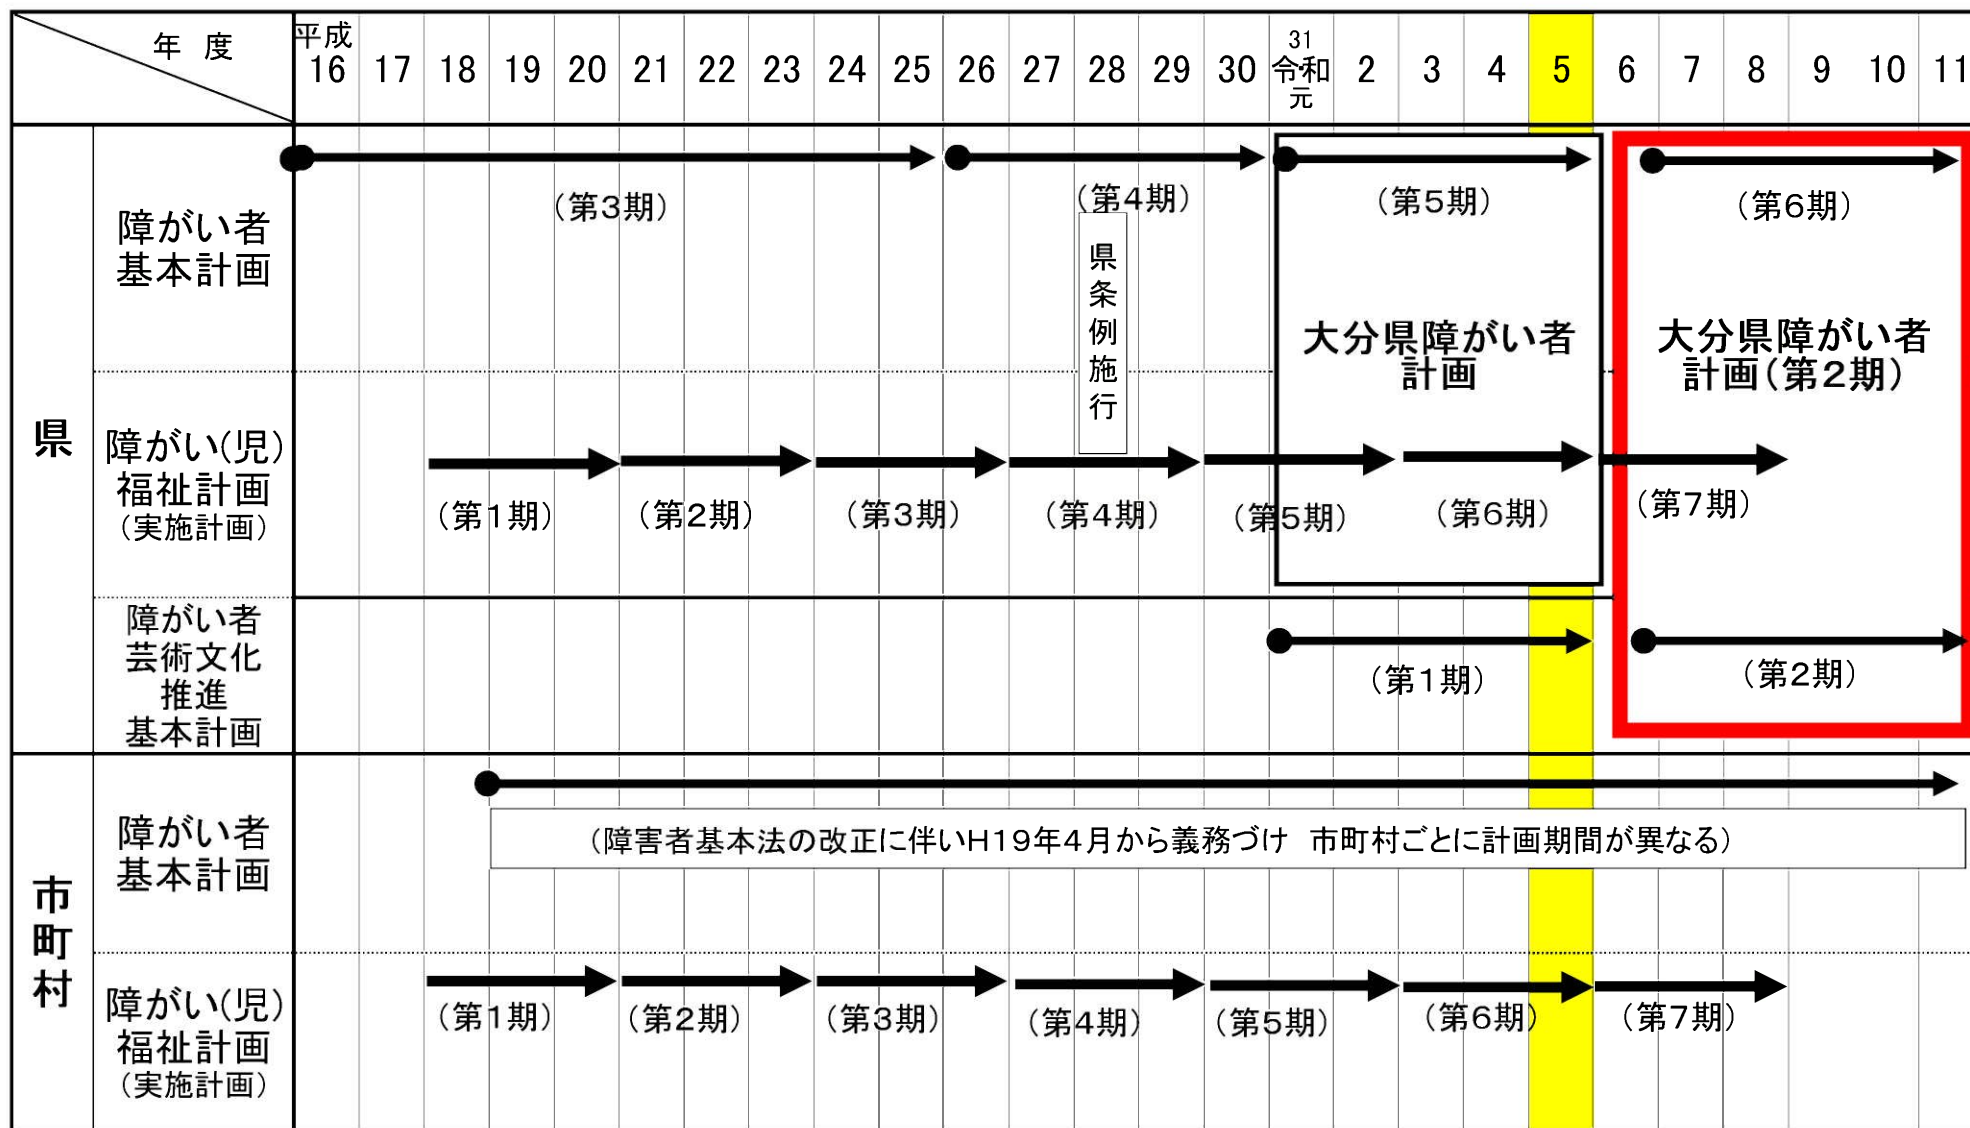 年 度
平成
16 17 18 19 20 21 22 23 24 25 26 27 28 29 30 31 令和 元 2 3 4 5 6 7 8 9 10 11
県
障がい者
基本計画
(第3期)
(第4期)
(第5期)
(第6期)
県条例施行
大分県障がい者
計画
大分県障がい者
計画(第2期)
障がい(児)
福祉計画
(実施計画)
(第1期)
(第2期)
(第3期)
(第4期)
(第5期)
(第6期)
(第7期)
障がい者
芸術文化
推進
基本計画
(第1期)
(第2期)
市町村
障がい者
基本計画
(障害者基本法の改正に伴いH19年4月から義務づけ 市町村ごとに計画期間が異なる)
障がい(児)
福祉計画
(実施計画)
(第1期)
(第2期)
(第3期)
(第4期)
(第5期)
(第6期)
(第7期)